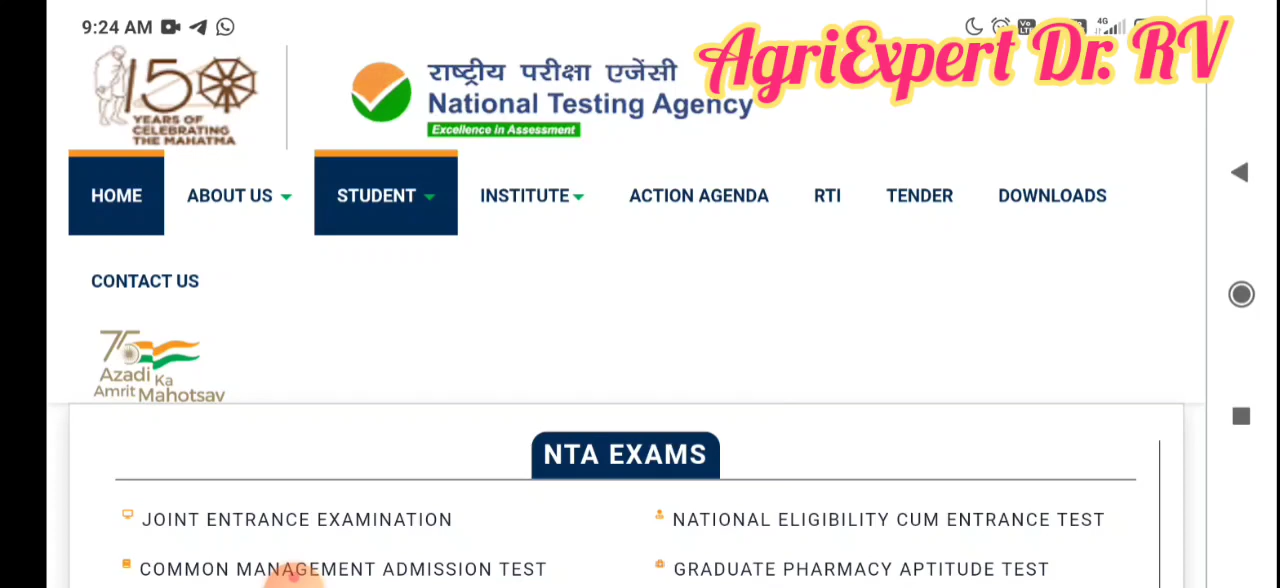 9:24 AM
4G
AgriExpert Dr. RV
150
YEARS OF
CELEBRATING
THE MAHATMA
राष्ट्रीय परीक्षा एजेंसी
National Testing Agency
Excellence in Assessment
HOME ABOUT US STUDENT INSTITUTE ACTION AGENDA RTI TENDER DOWNLOADS
CONTACT US
75
Azadi Ka
Amrit Mahotsav
NTA EXAMS
JOINT ENTRANCE EXAMINATION NATIONAL ELIGIBILITY CUM ENTRANCE TEST
COMMON MANAGEMENT ADMISSION TEST GRADUATE PHARMACY APTITUDE TEST